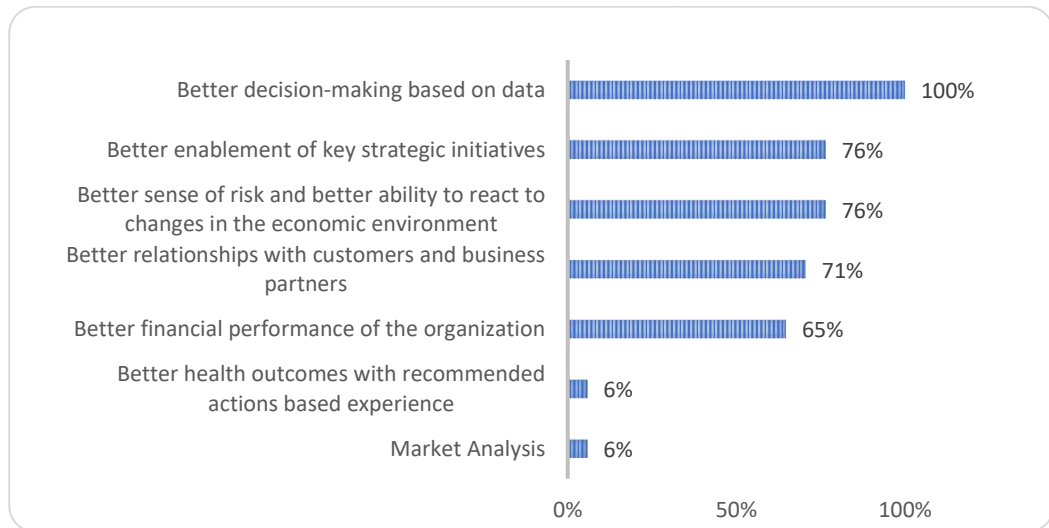 Better decision-making based on data
100%
Better enablement of key strategic initiatives
76%
Better sense of risk and better ability to react to
changes in the economic environment
76%
Better relationships with customers and business
partners
71%
Better financial performance of the organization
65%
Better health outcomes with recommended
actions based experience
6%
Market Analysis
6%
0%
50%
100%